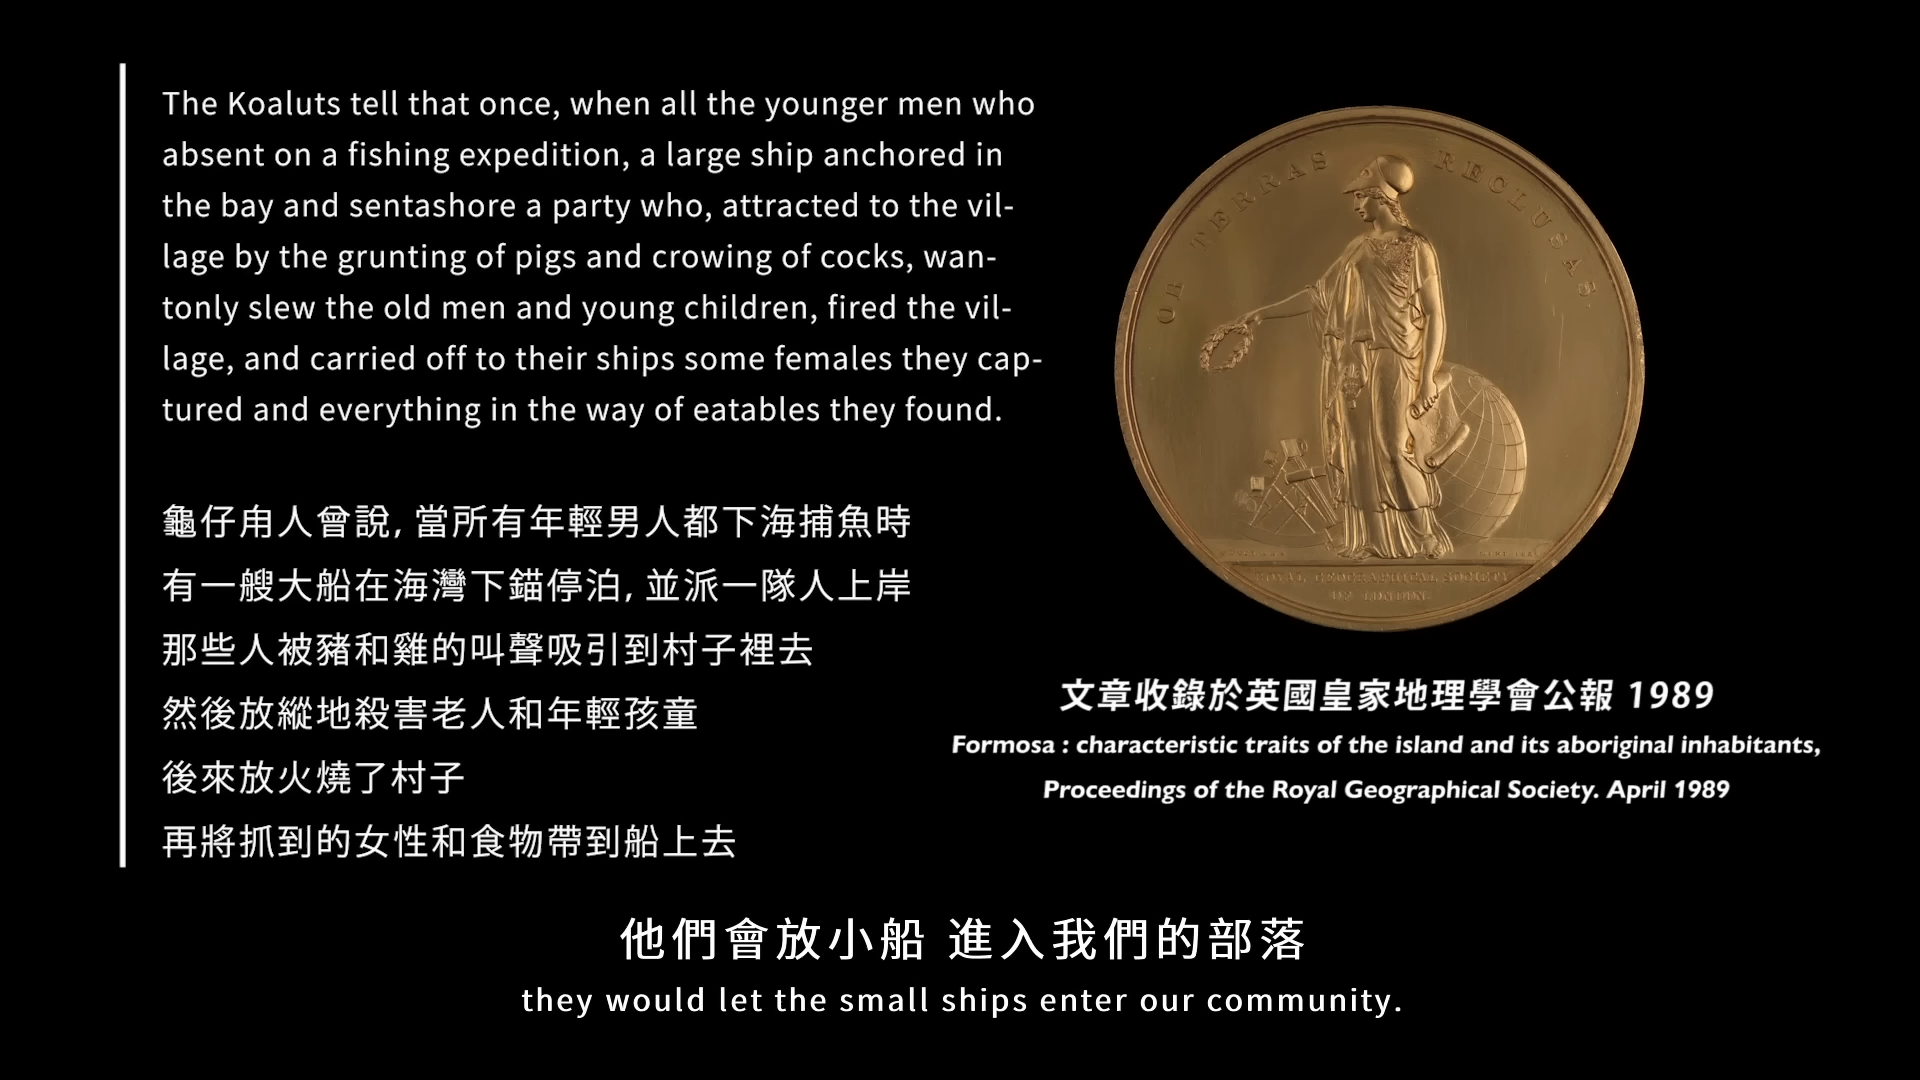 The Koaluts tell that once, when all the younger men who
absent on a fishing expedition, a large ship anchored in
the bay and sentashore a party who, attracted to the vil-
lage by the grunting of pigs and crowing of cocks, wan-
tonly slew the old men and young children, fired the vil-
lage, and carried off to their ships some females they cap-
tured and everything in the way of eatables they found.
龜仔甪人曾說, 當所有年輕男人都下海捕魚時
有一艘大船在海灣下錨停泊, 並派一隊人上岸
那些人被豬和雞的叫聲吸引到村子裡去
然後放縱地殺害老人和年輕孩童
後來放火燒了村子
再將抓到的女性和食物帶到船上去
OB TERRAS RECLUSAS
ROYAL GEOGRAPHICAL SOCIETY
OF LONDON
文章收錄於英國皇家地理學會公報 1989
Formosa : characteristic traits of the island and its aboriginal inhabitants,
Proceedings of the Royal Geographical Society. April 1989
他們會放小船 進入我們的部落
they would let the small ships enter our community.